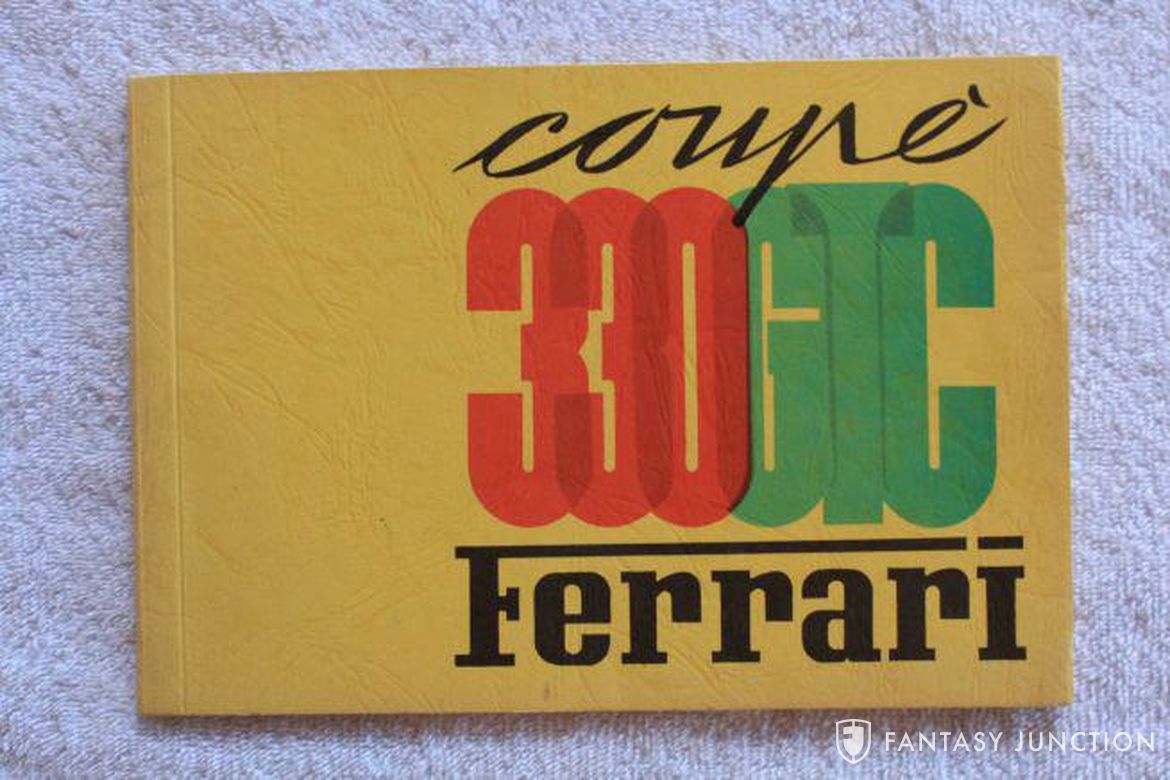 coupè
330GTC
Ferrari
FANTASY JUNCTION